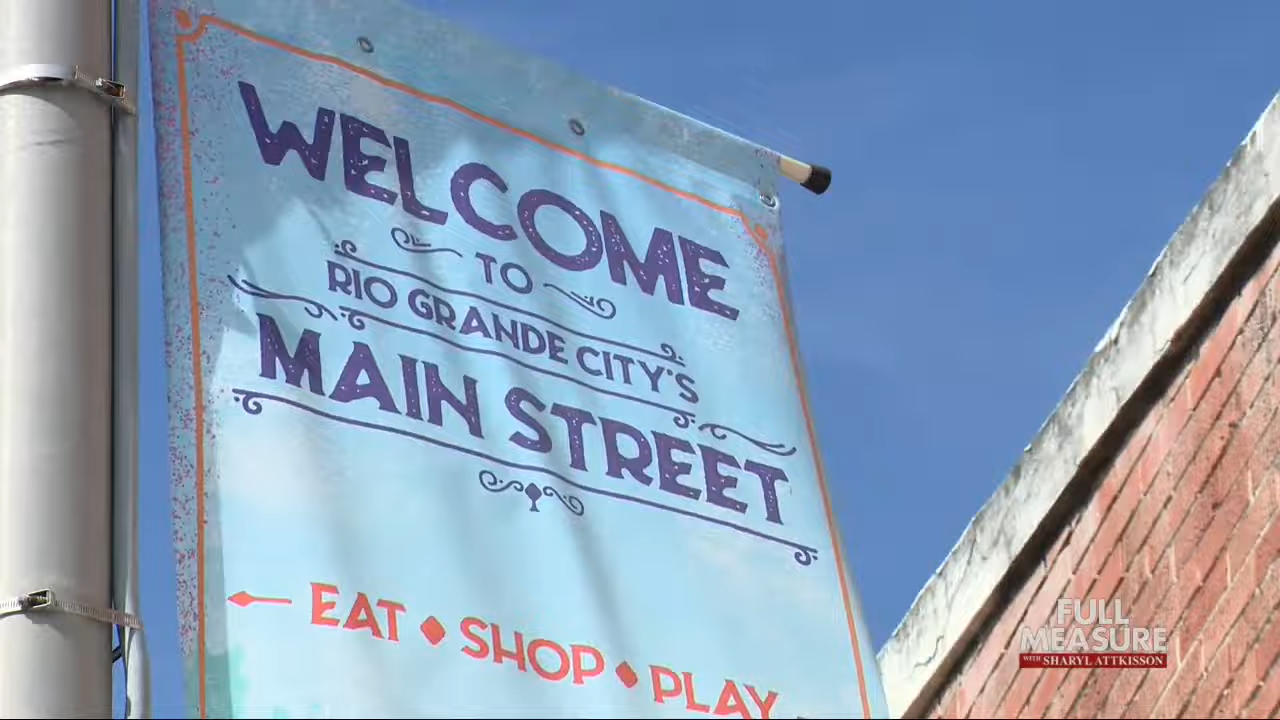 WELCOME
TO
RIO GRANDE CITY'S
MAIN STREET
EAT ♦ SHOP ♦ PLAY
FULL
MEASURE
WITH SHARYL ATTKISSON